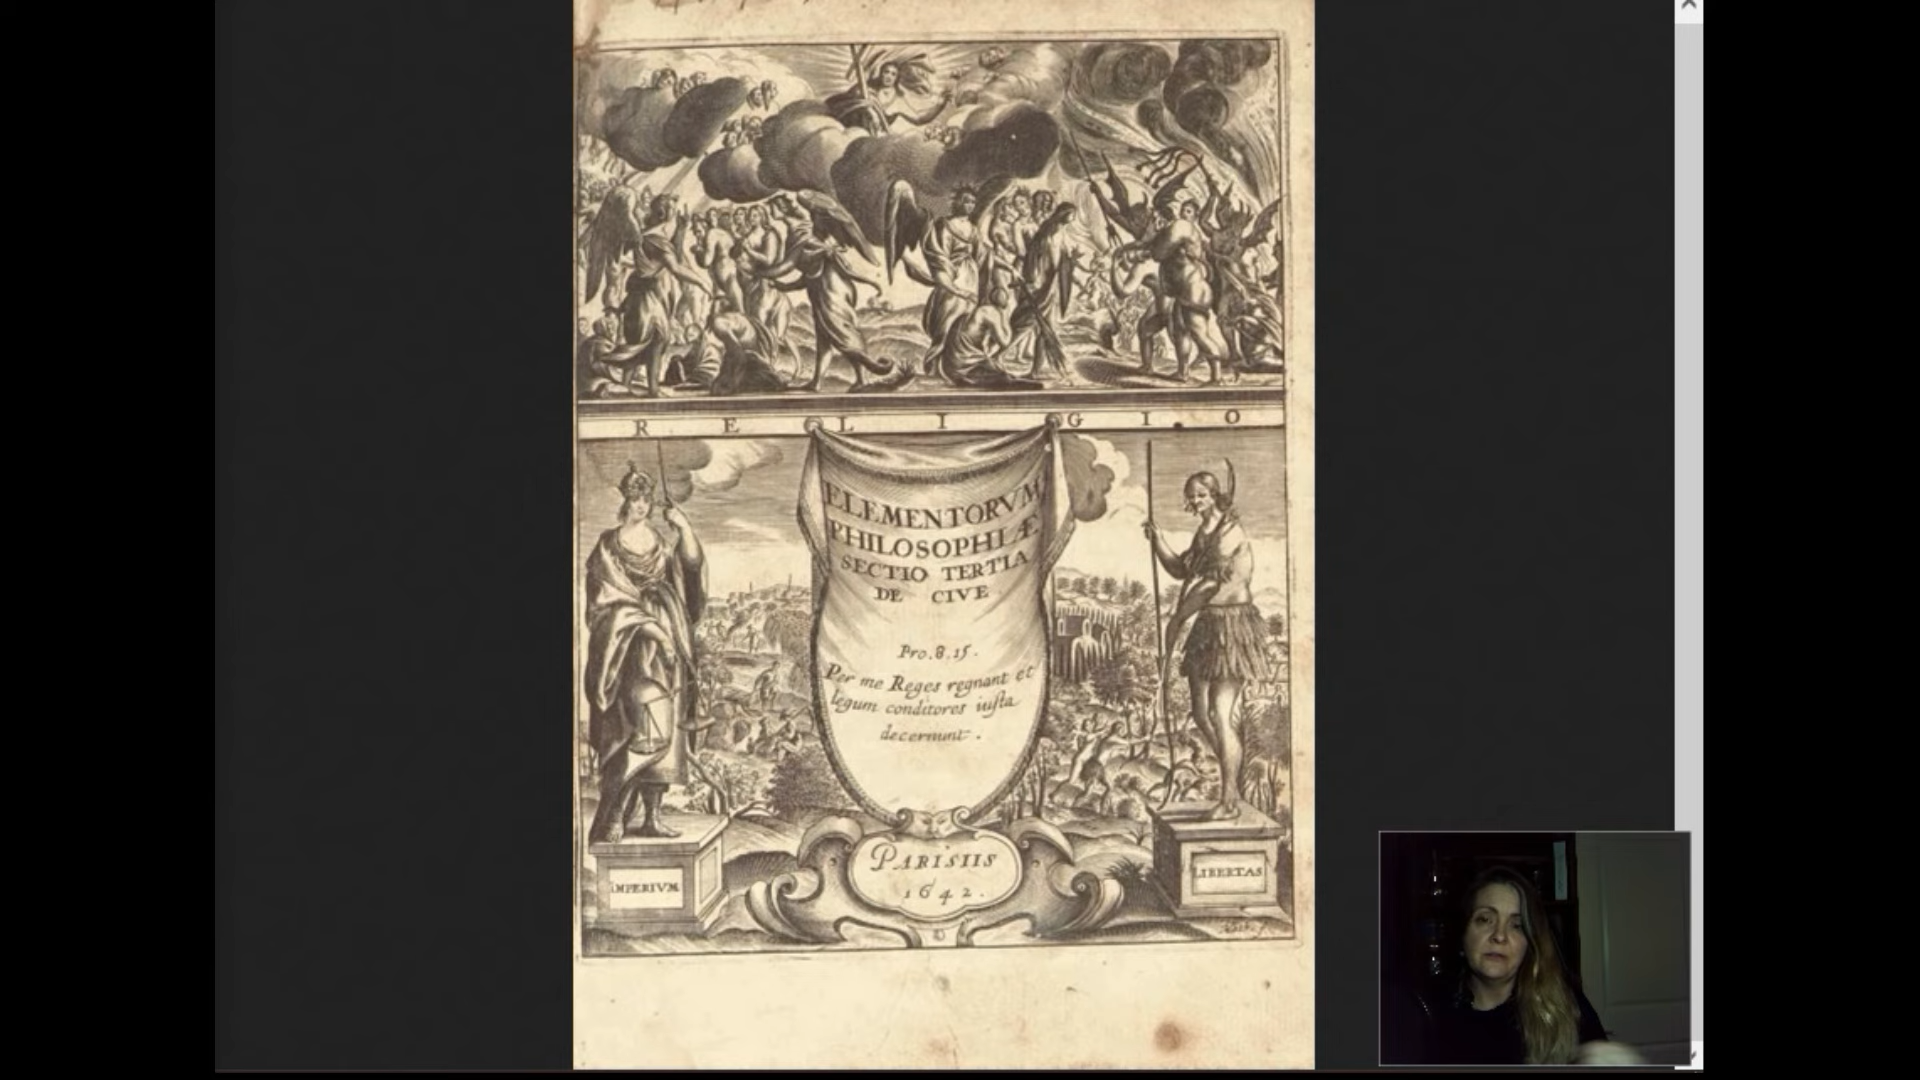 RELIGIO
ELEMENTORVM
PHILOSOPHIÆ
SECTIO TERTIA
DE CIVE
Pro. 8. 15.
Per me Reges regnant et
legum conditores iusta
decernunt.
IMPERIVM
LIBERTAS
PARISIIS
1642.